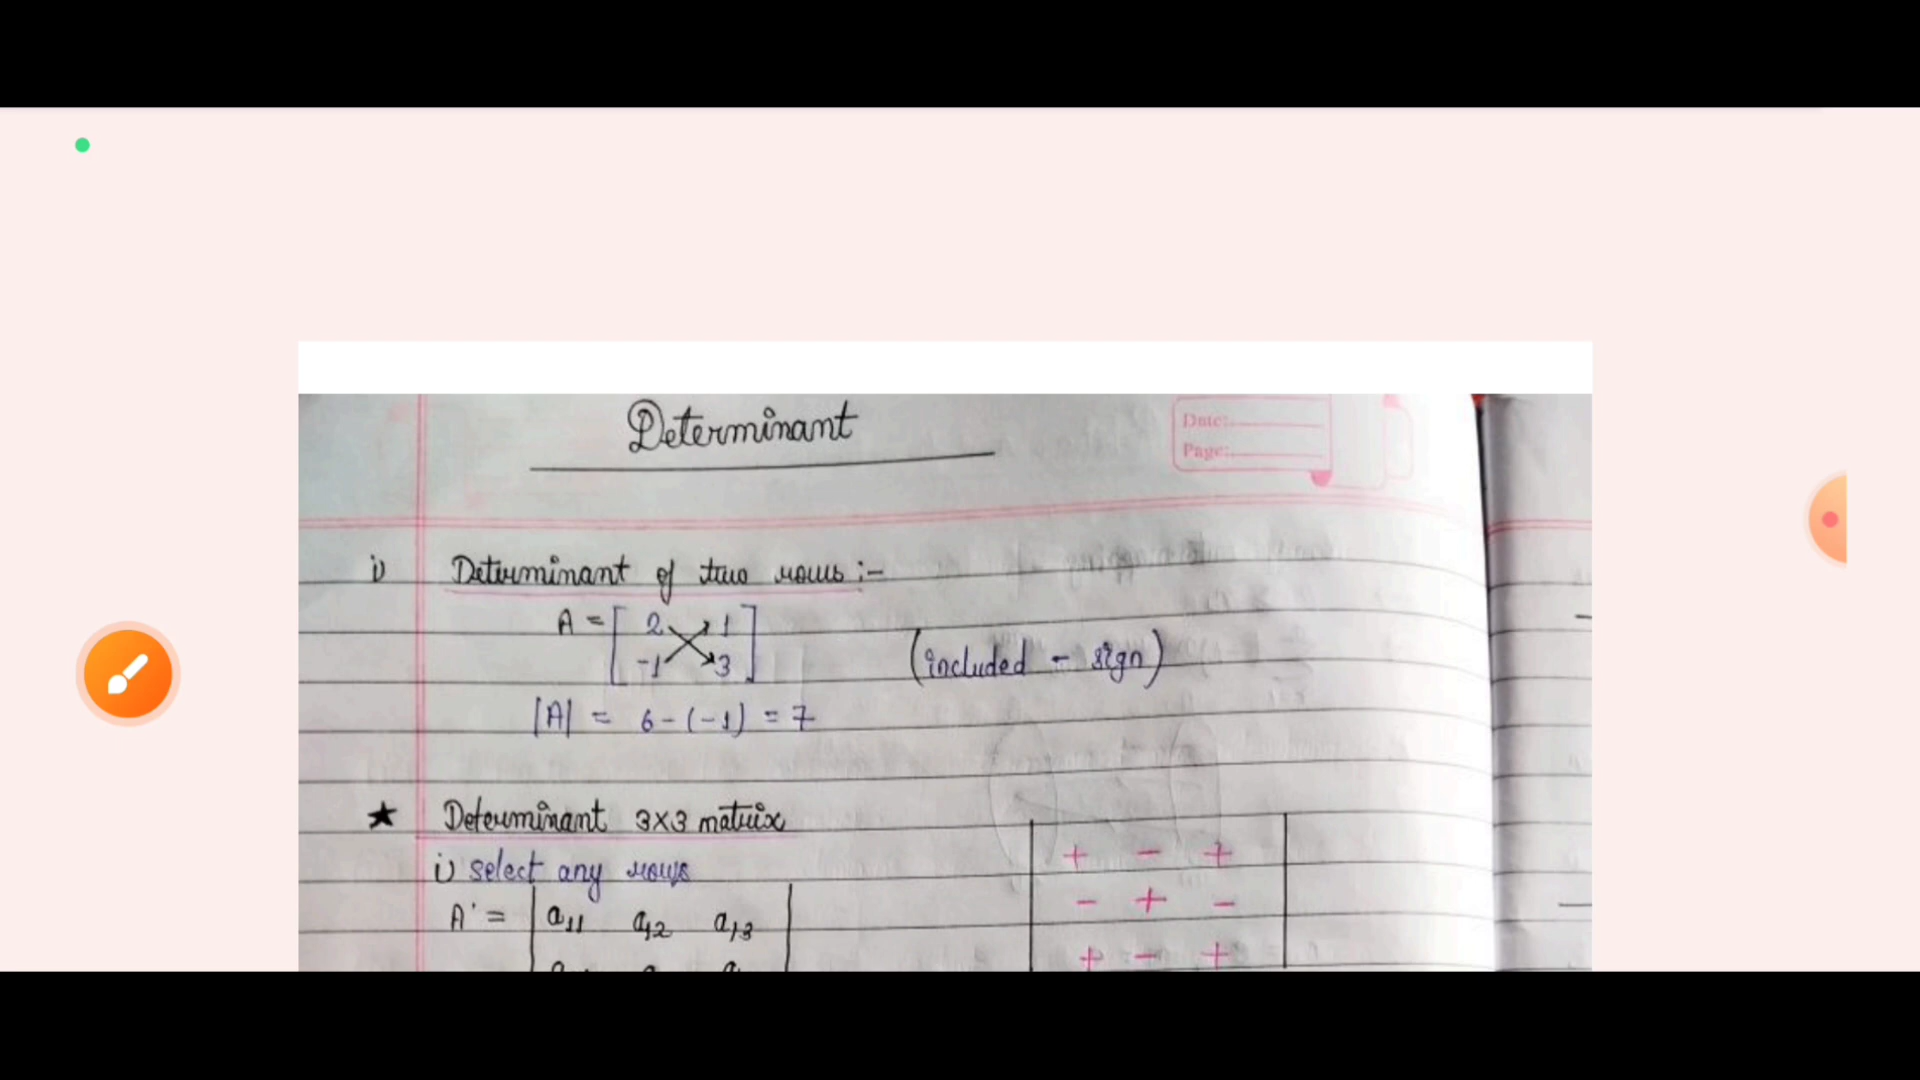 Determinant
Date:
Page:
i) Determinant of two rows :-
A = [ 2 1
-1 3 ]
(included - sign)
|A| = 6-(-1) = 7
★ Determinant 3x3 matrix
i) select any rows
+ - +
- + -
A' = | a11 a12 a13 |
+ - +